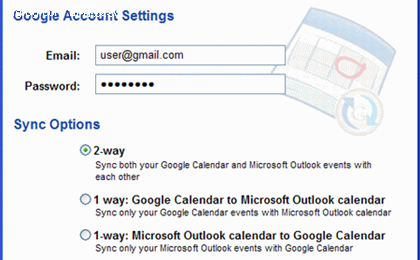 Google Account Settings
Email: user@gmail.com
Password: ••••••••
Sync Options
2-way
Sync both your Google Calendar and Microsoft Outlook events with
each other
1 way: Google Calendar to Microsoft Outlook calendar
Sync only your Google Calendar events with Microsoft Outlook calendar
1-way: Microsoft Outlook calendar to Google Calendar
Sync only your Microsoft Outlook events with Google Calendar